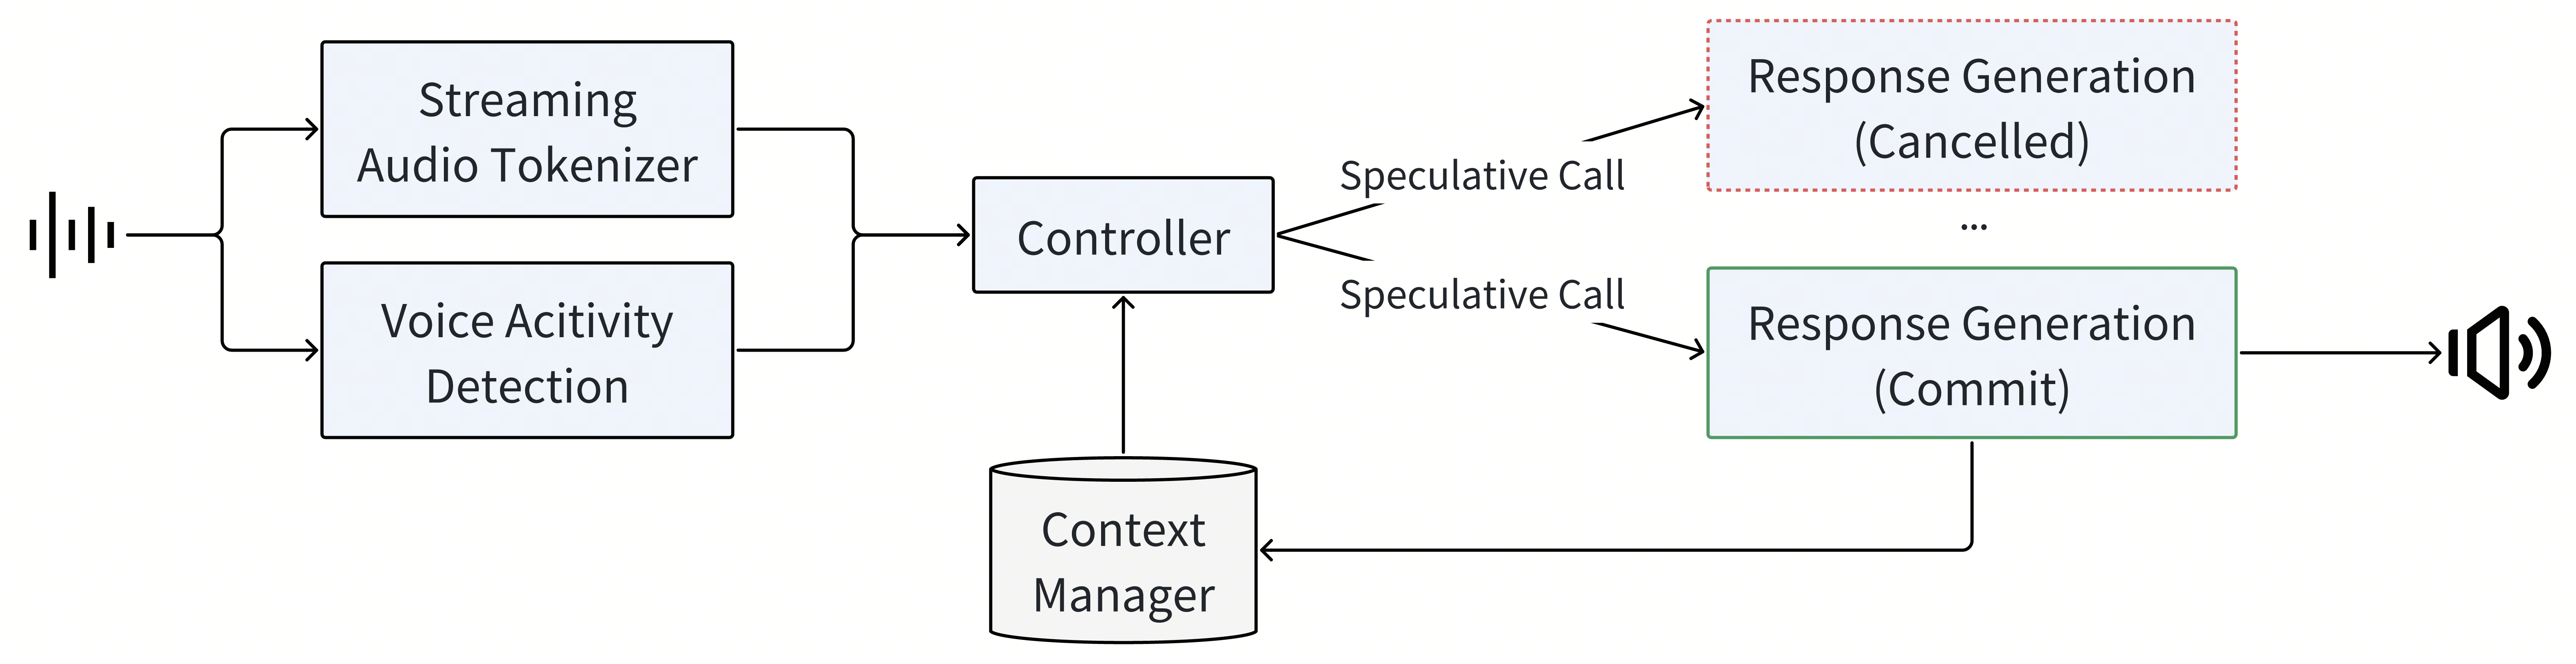 Streaming
Audio Tokenizer
Voice Acitivity
Detection
Controller
Context
Manager
Speculative Call
Speculative Call
Response Generation
(Cancelled)
...
Response Generation
(Commit)